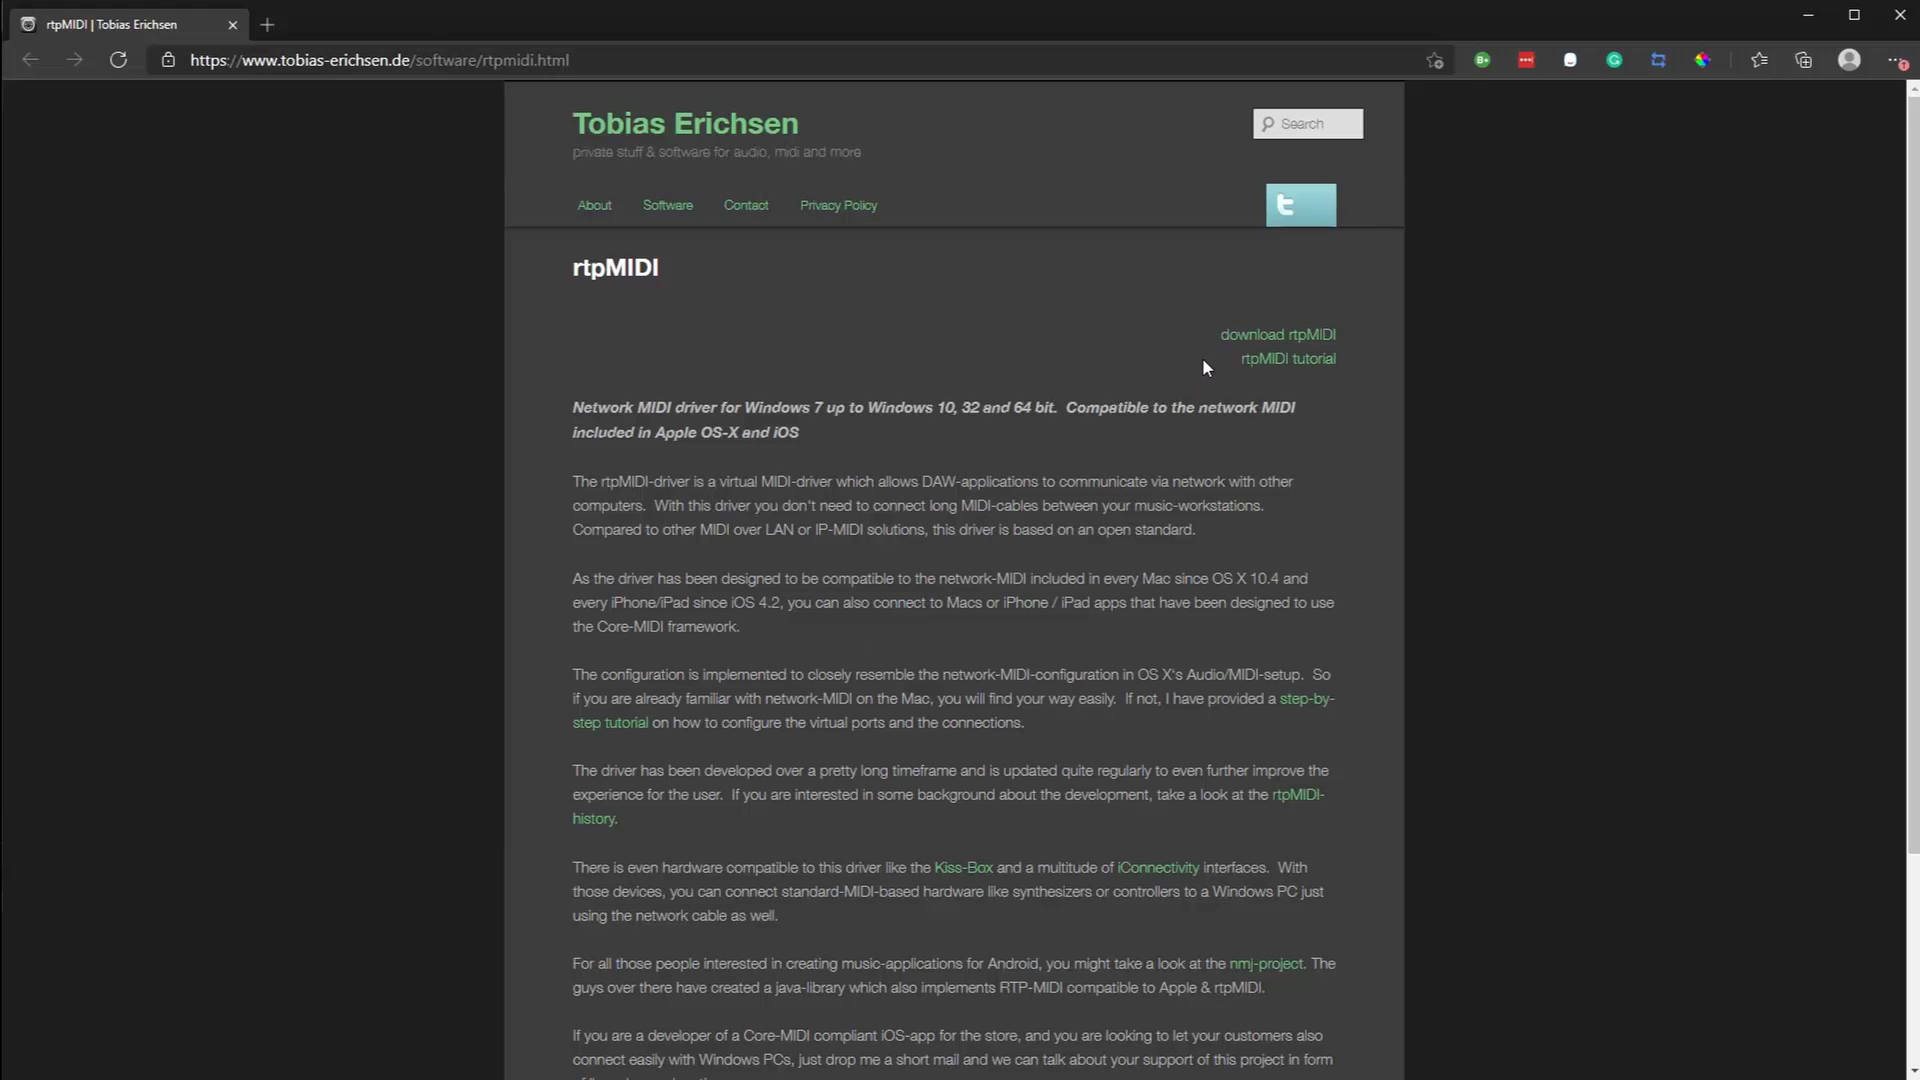 rtpMIDI | Tobias Erichsen
https://www.tobias-erichsen.de/software/rtpmidi.html
Tobias Erichsen
Search
private stuff & software for audio, midi and more
About Software Contact Privacy Policy
rtpMIDI
download rtpMIDI
rtpMIDI tutorial
Network MIDI driver for Windows 7 up to Windows 10, 32 and 64 bit.  Compatible to the network MIDI
included in Apple OS-X and iOS
The rtpMIDI-driver is a virtual MIDI-driver which allows DAW-applications to communicate via network with other
computers.  With this driver you don't need to connect long MIDI-cables between your music-workstations.
Compared to other MIDI over LAN or IP-MIDI solutions, this driver is based on an open standard.
As the driver has been designed to be compatible to the network-MIDI included in every Mac since OS X 10.4 and
every iPhone/iPad since iOS 4.2, you can also connect to Macs or iPhone / iPad apps that have been designed to use
the Core-MIDI framework.
The configuration is implemented to closely resemble the network-MIDI-configuration in OS X's Audio/MIDI-setup.  So
if you are already familiar with network-MIDI on the Mac, you will find your way easily.  If not, I have provided a step-by-
step tutorial on how to configure the virtual ports and the connections.
The driver has been developed over a pretty long timeframe and is updated quite regularly to even further improve the
experience for the user.  If you are interested in some background about the development, take a look at the rtpMIDI-
history.
There is even hardware compatible to this driver like the Kiss-Box and a multitude of iConnectivity interfaces.  With
those devices, you can connect standard-MIDI-based hardware like synthesizers or controllers to a Windows PC just
using the network cable as well.
For all those people interested in creating music-applications for Android, you might take a look at the nmj-project. The
guys over there have created a java-library which also implements RTP-MIDI compatible to Apple & rtpMIDI.
If you are a developer of a Core-MIDI compliant iOS-app for the store, and you are looking to let your customers also
connect easily with Windows PCs, just drop me a short mail and we can talk about your support of this project in form